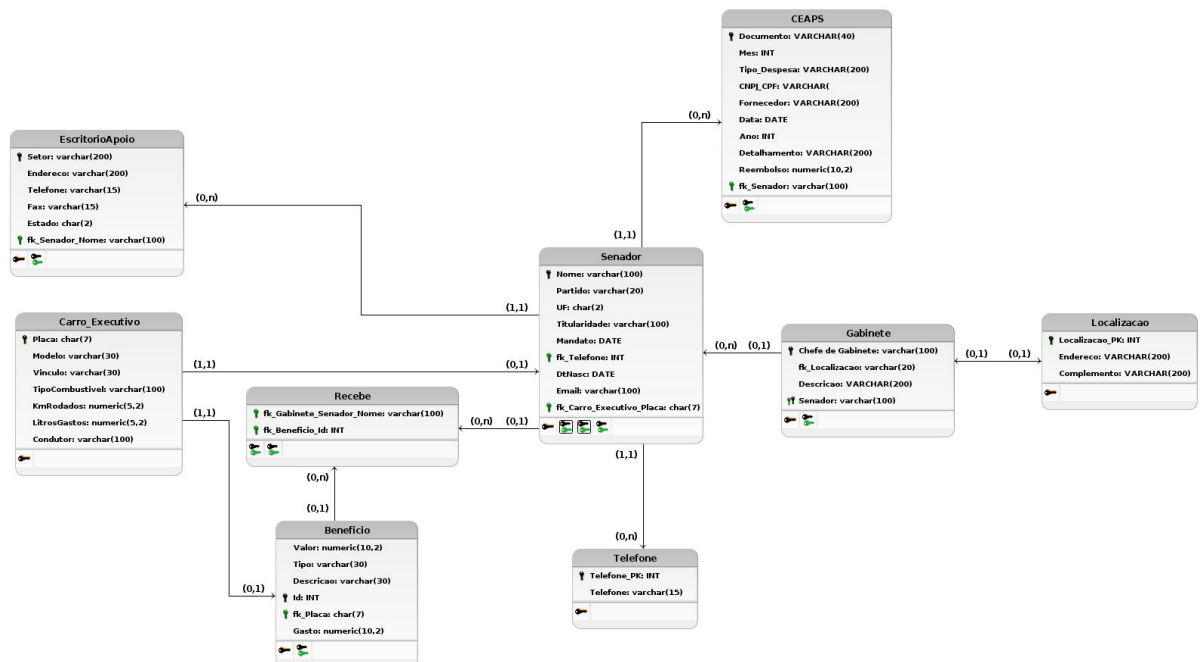 CEAPS
Documento: VARCHAR(40)
Mes: INT
Tipo_Despesa: VARCHAR(200)
CNPJ_CPF: VARCHAR(
Fornecedor: VARCHAR(200)
Data: DATE
Ano: INT
Detalhamento: VARCHAR(200)
Reembolso: numeric(10,2)
fk_Senador: varchar(100)
(0,n)
(1,1)
EscritorioApoio
Setor: varchar(200)
Endereco: varchar(200)
Telefone: varchar(15)
Fax: varchar(15)
Estado: char(2)
fk_Senador_Nome: varchar(100)
(0,n)
(1,1)
Senador
Nome: varchar(100)
Partido: varchar(20)
UF: char(2)
Titularidade: varchar(100)
Mandato: DATE
fk_Telefone: INT
DtNasc: DATE
Email: varchar(100)
fk_Carro_Executivo_Placa: char(7)
Carro_Executivo
Placa: char(7)
Modelo: varchar(30)
Vinculo: varchar(30)
TipoCombustivel: varchar(100)
KmRodados: numeric(5,2)
LitrosGastos: numeric(5,2)
Condutor: varchar(100)
(1,1)
(0,1)
(1,1)
(0,1)
Recebe
fk_Gabinete_Senador_Nome: varchar(100)
fk_Beneficio_Id: INT
(0,n)
(0,1)
(0,n)
(0,1)
Beneficio
Valor: numeric(10,2)
Tipo: varchar(30)
Descricao: varchar(30)
Id: INT
fk_Placa: char(7)
Gasto: numeric(10,2)
(1,1)
(0,n)
Telefone
Telefone_PK: INT
Telefone: varchar(15)
(0,n)
(0,1)
Gabinete
Chefe de Gabinete: varchar(100)
fk_Localizacao: varchar(20)
Descricao: VARCHAR(200)
Senador: varchar(100)
(0,1)
(0,1)
Localizacao
Localizacao_PK: INT
Endereco: VARCHAR(200)
Complemento: VARCHAR(200)